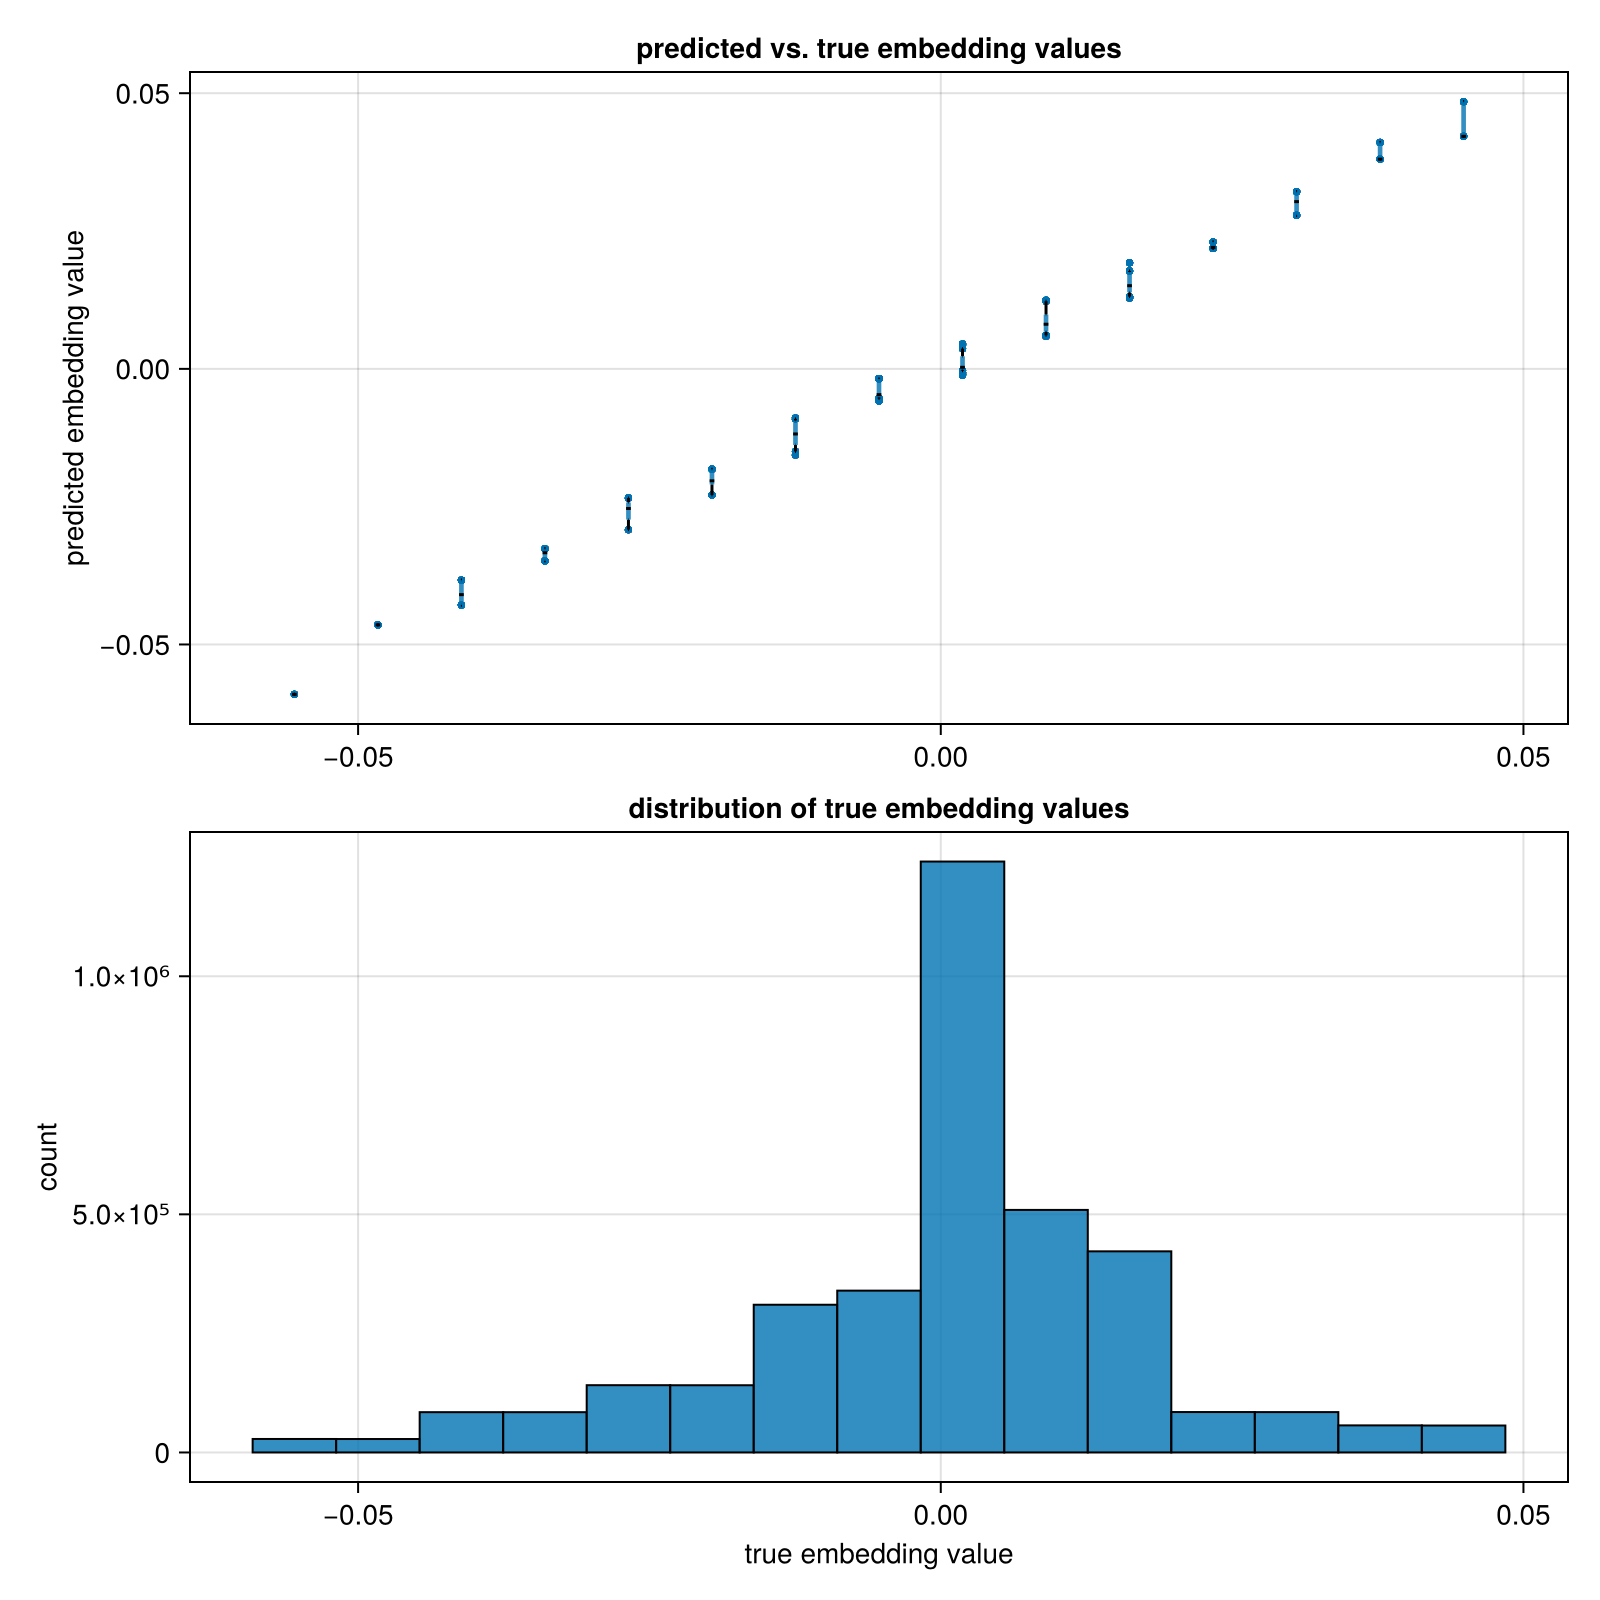 predicted vs. true embedding values
0.05
0.00
−0.05
predicted embedding value
−0.05 0.00 0.05
distribution of true embedding values
1.0×10⁶
5.0×10⁵
0
count
−0.05 0.00 0.05
true embedding value